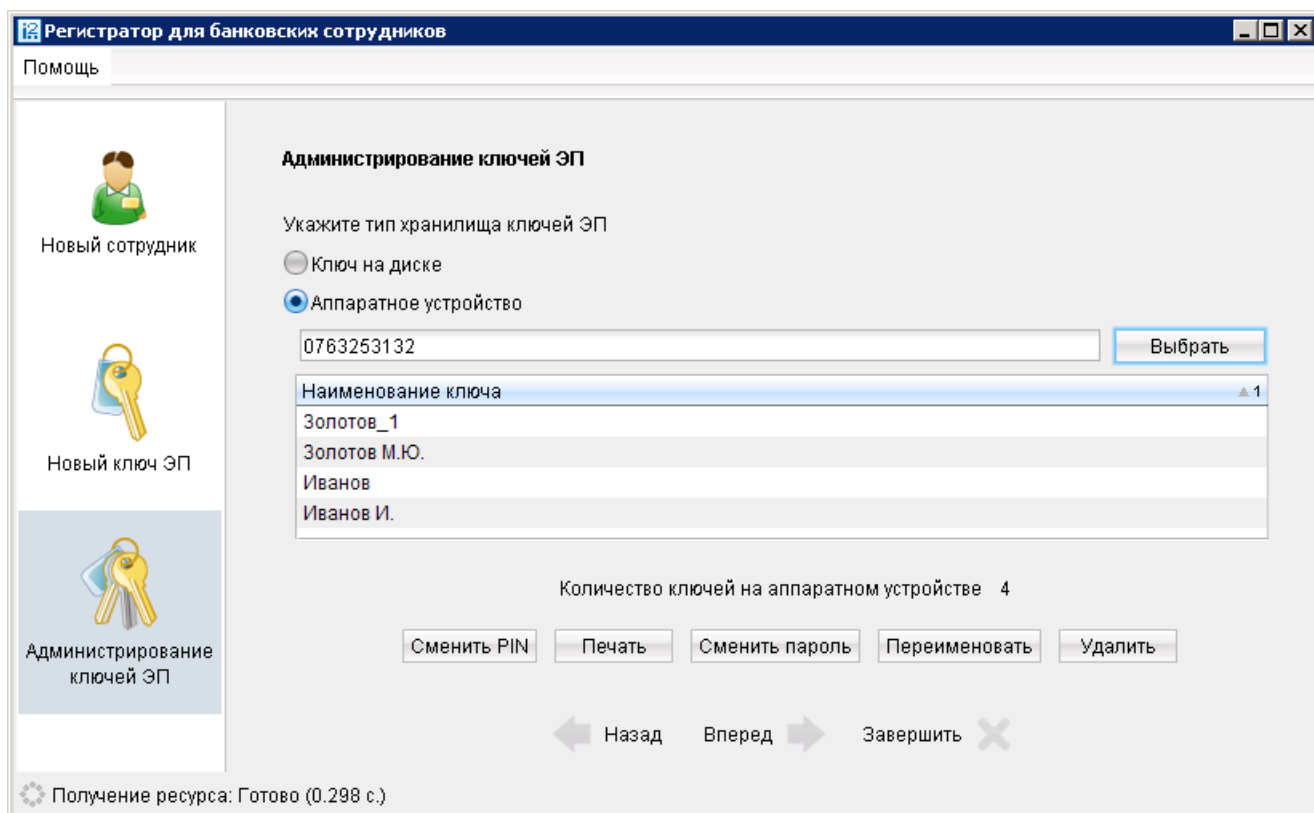 Регистратор для банковских сотрудников
Помощь
Новый сотрудник
Новый ключ ЭП
Администрирование
ключей ЭП
Администрирование ключей ЭП
Укажите тип хранилища ключей ЭП
Ключ на диске
Аппаратное устройство
0763253132 Выбрать
Наименование ключа 1
Золотов_1
Золотов М.Ю.
Иванов
Иванов И.
Количество ключей на аппаратном устройстве 4
Сменить PIN Печать Сменить пароль Переименовать Удалить
Назад Вперед Завершить
Получение ресурса: Готово (0.298 с.)